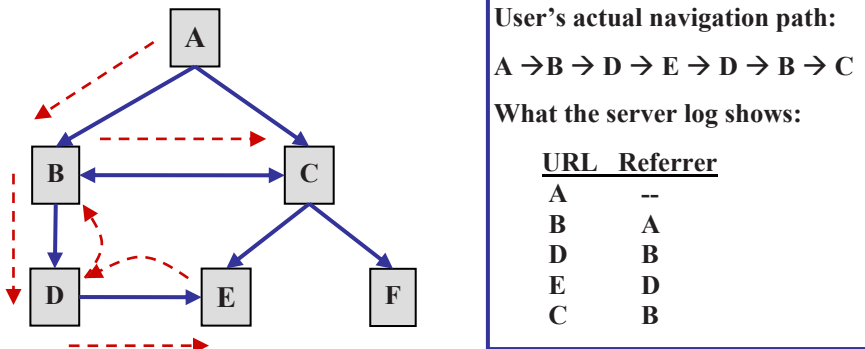 A
B
C
D
E
F
User's actual navigation path:
A → B → D → E → D → B → C
What the server log shows:
URL Referrer
A --
B A
D B
E D
C B